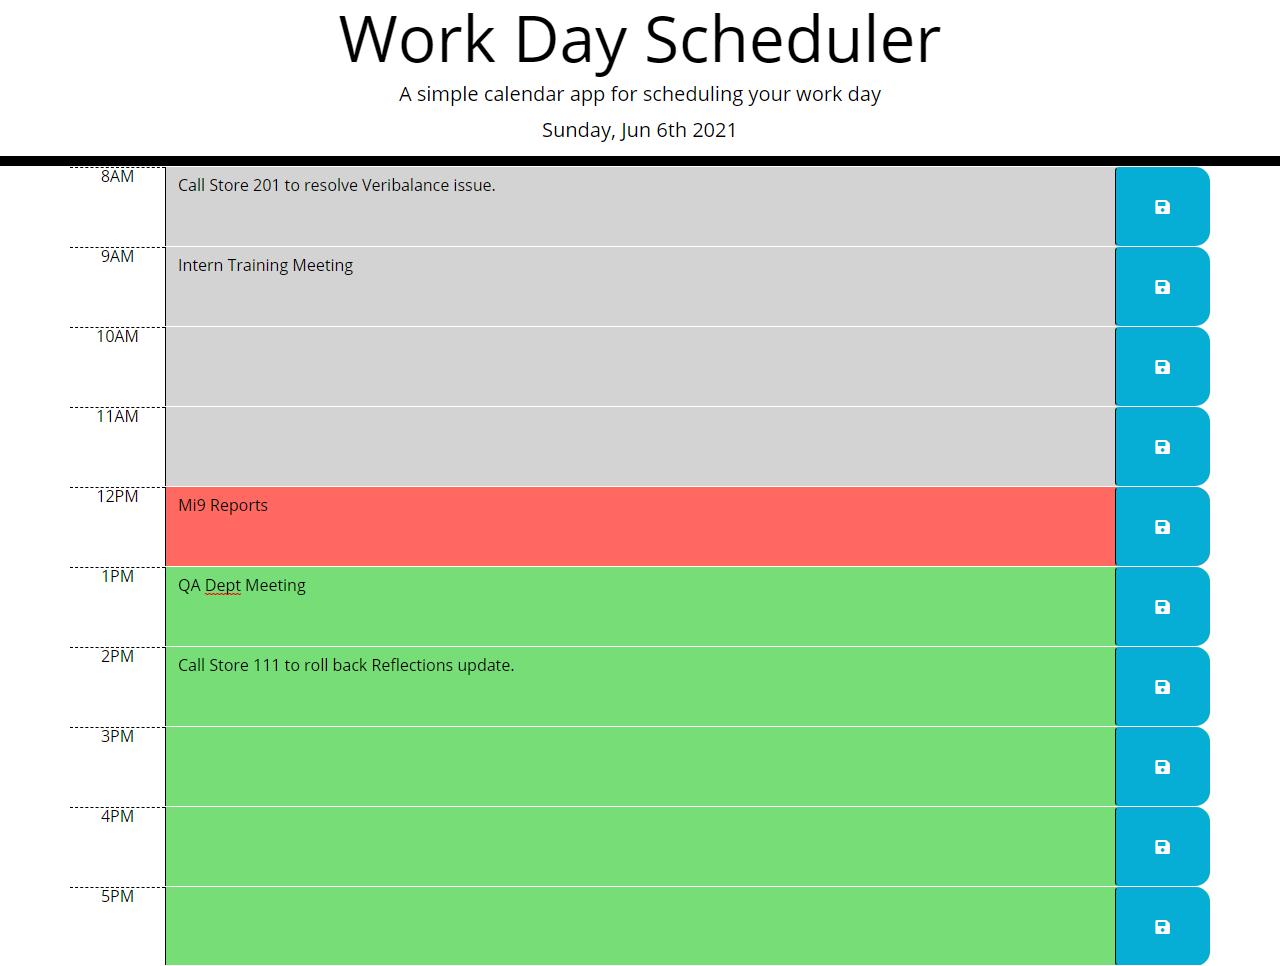 Work Day Scheduler
A simple calendar app for scheduling your work day
Sunday, Jun 6th 2021
8AM
Call Store 201 to resolve Veribalance issue.
9AM
Intern Training Meeting
10AM
11AM
12PM
Mi9 Reports
1PM
QA Dept Meeting
2PM
Call Store 111 to roll back Reflections update.
3PM
4PM
5PM